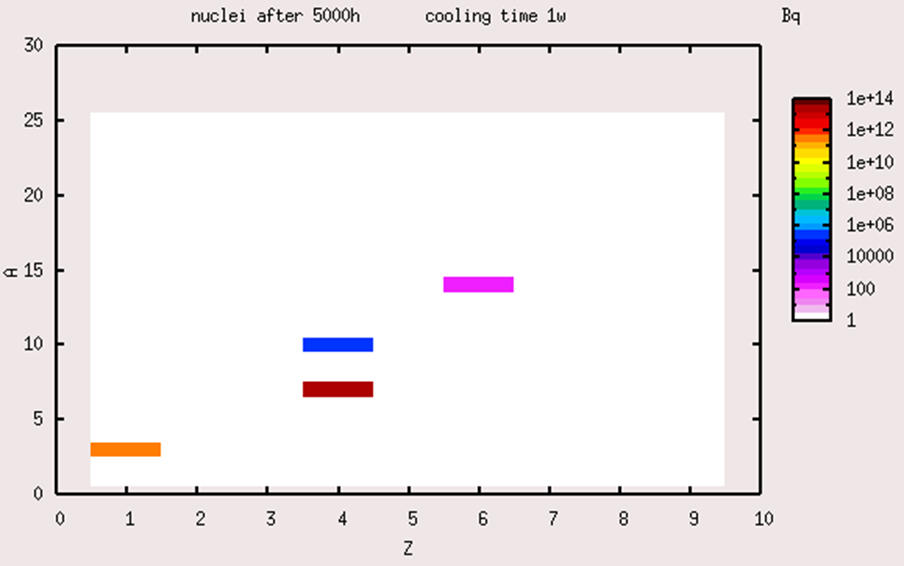 nuclei after 5000h cooling time 1w Bq
30
25
20
15
10
5
0
A
0 1 2 3 4 5 6 7 8 9 10
Z
1e+14
1e+12
1e+10
1e+08
1e+06
10000
100
1